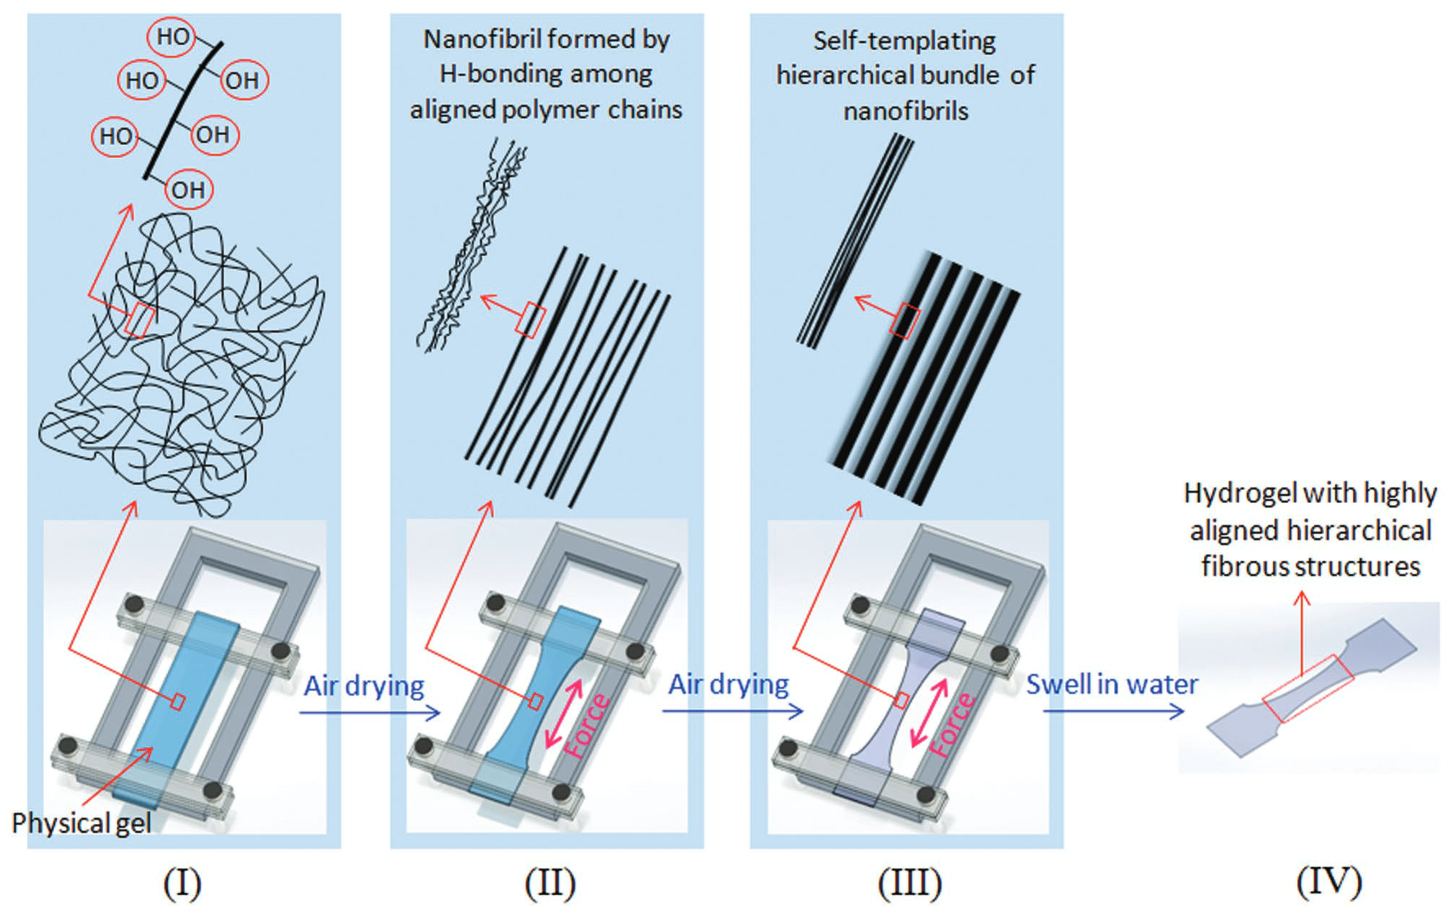 HO
OH
HO
HO
OH
OH
Physical gel
(I)
Air drying
Nanofibril formed by
H-bonding among
aligned polymer chains
Force
(II)
Air drying
Self-templating
hierarchical bundle of
nanofibrils
Force
(III)
Swell in water
Hydrogel with highly
aligned hierarchical
fibrous structures
(IV)